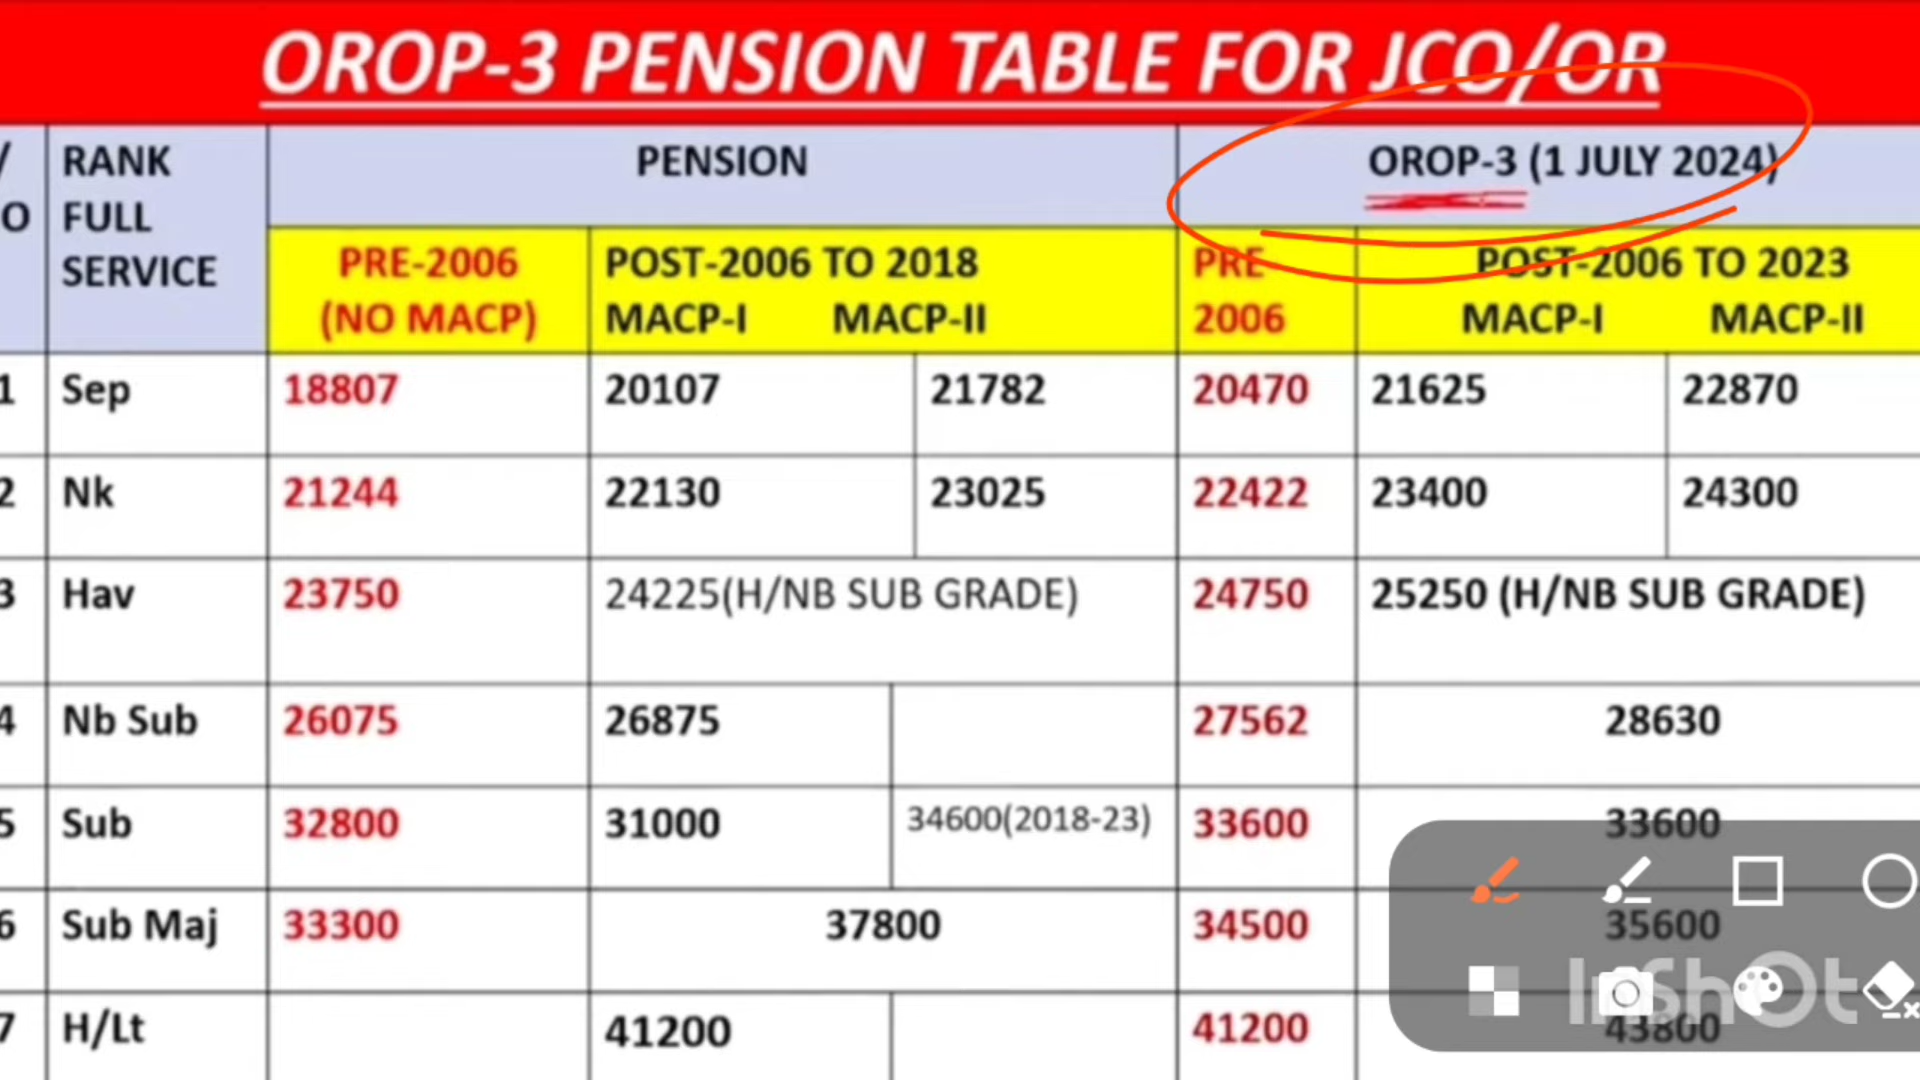 OROP-3 PENSION TABLE FOR JCO/OR
/ RANK PENSION OROP-3 (1 JULY 2024)
O FULL
SERVICE
PRE-2006 POST-2006 TO 2018 PRE- POST-2006 TO 2023
(NO MACP) MACP-I MACP-II 2006 MACP-I MACP-II
1 Sep 18807 20107 21782 20470 21625 22870
2 Nk 21244 22130 23025 22422 23400 24300
3 Hav 23750 24225(H/NB SUB GRADE) 24750 25250 (H/NB SUB GRADE)
4 Nb Sub 26075 26875 27562 28630
5 Sub 32800 31000 34600(2018-23) 33600 33600
6 Sub Maj 33300 37800 34500 35600
InShOt
7 H/Lt 41200 41200 43800